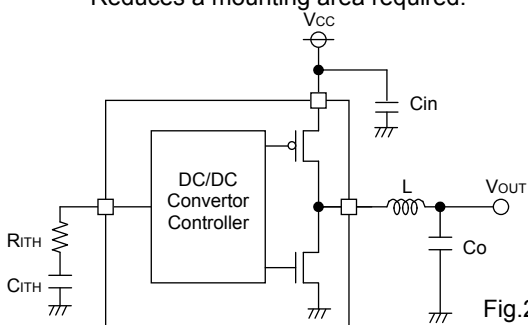 Reduces a mounting area required.
VCC
Cin
DC/DC
Convertor
Controller
L
VOUT
RITH
Co
CITH
Fig.2